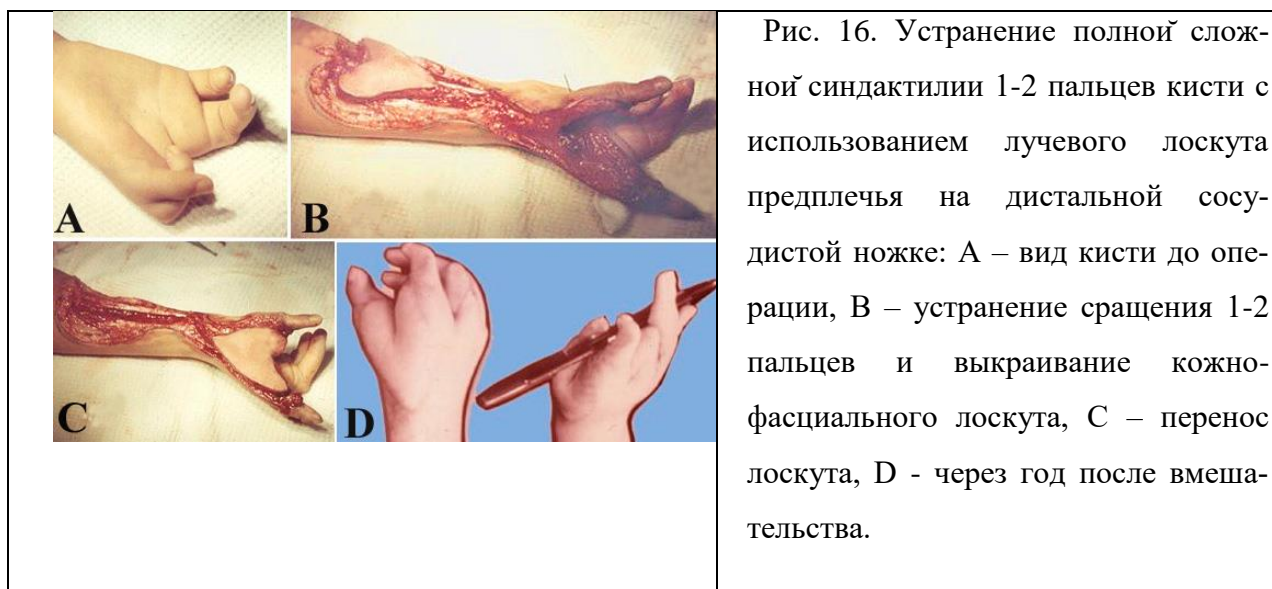 A
B
C
D
Рис. 16. Устранение полной слож-
ной синдактилии 1-2 пальцев кисти с
использованием лучевого лоскута
предплечья на дистальной сосу-
дистой ножке: А – вид кисти до опе-
рации, В – устранение сращения 1-2
пальцев и выкраивание кожно-
фасциального лоскута, С – перенос
лоскута, D - через год после вмеша-
тельства.